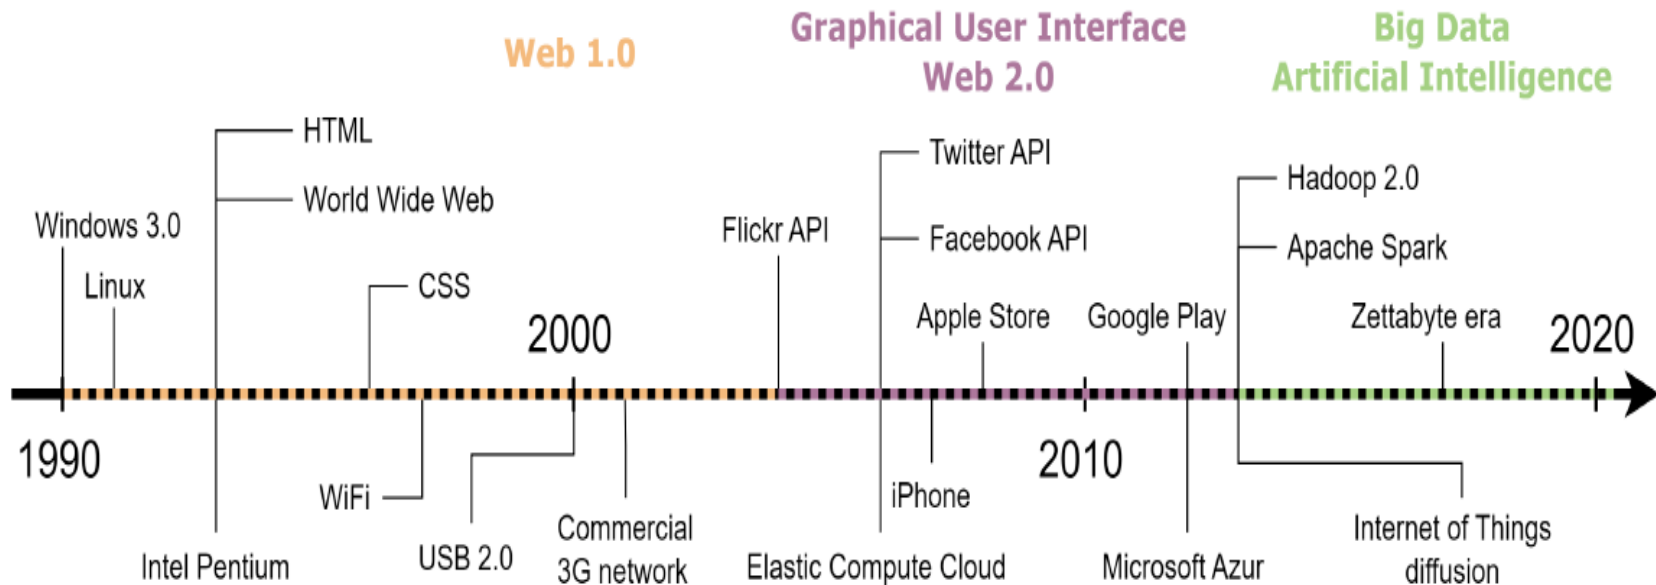 Web 1.0
Graphical User Interface
Web 2.0
Big Data
Artificial Intelligence
HTML
World Wide Web
Windows 3.0
Linux
CSS
2000
Flickr API
Twitter API
Facebook API
Apple Store
Google Play
Hadoop 2.0
Apache Spark
Zettabyte era
2020
1990
2010
WiFi
Intel Pentium
USB 2.0
Commercial
3G network
iPhone
Elastic Compute Cloud
Microsoft Azur
Internet of Things
diffusion